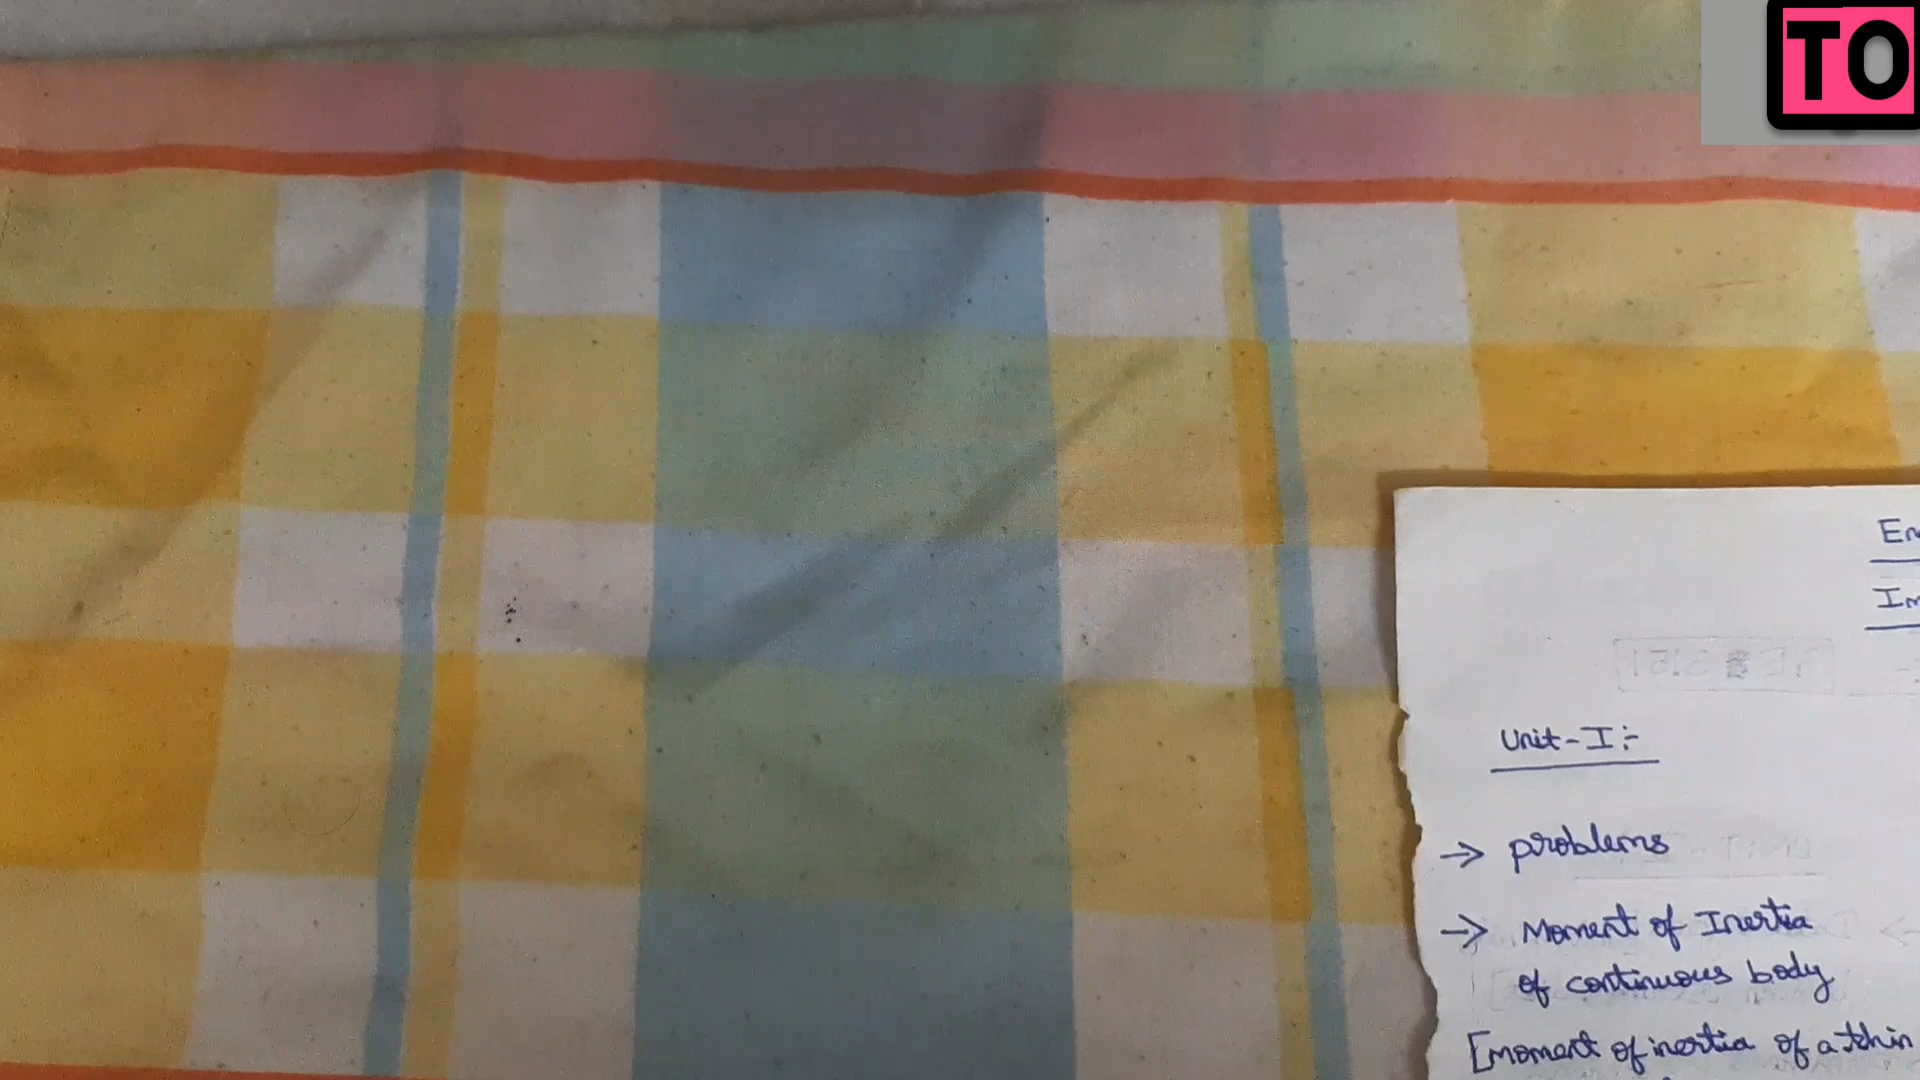 TO
Unit-I:-
→ problems
→ Moment of Inertia
of continuous body
[moment of inertia of a thin